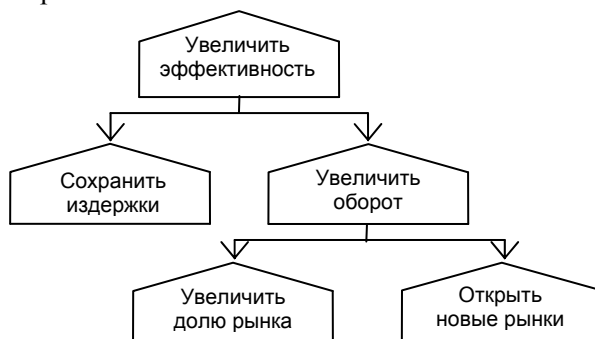 Увеличить
эффективность
Сохранить
издержки
Увеличить
оборот
Увеличить
долю рынка
Открыть
новые рынки